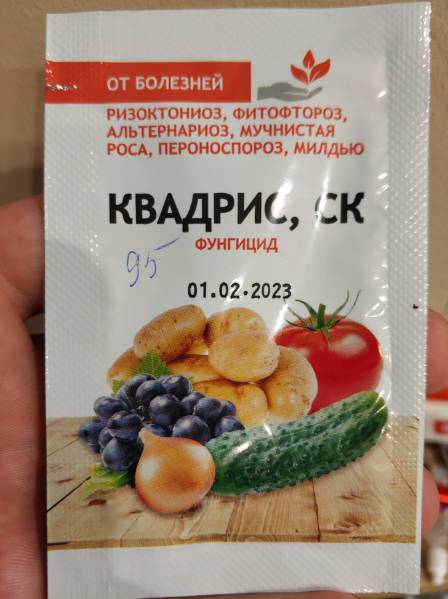 ОТ БОЛЕЗНЕЙ
РИЗОКТОНИОЗ, ФИТОФТОРОЗ,
АЛЬТЕРНАРИОЗ, МУЧНИСТАЯ
РОСА, ПЕРОНОСПОРОЗ, МИЛДЬЮ
КВАДРИС, СК
ФУНГИЦИД
95
01.02.2023